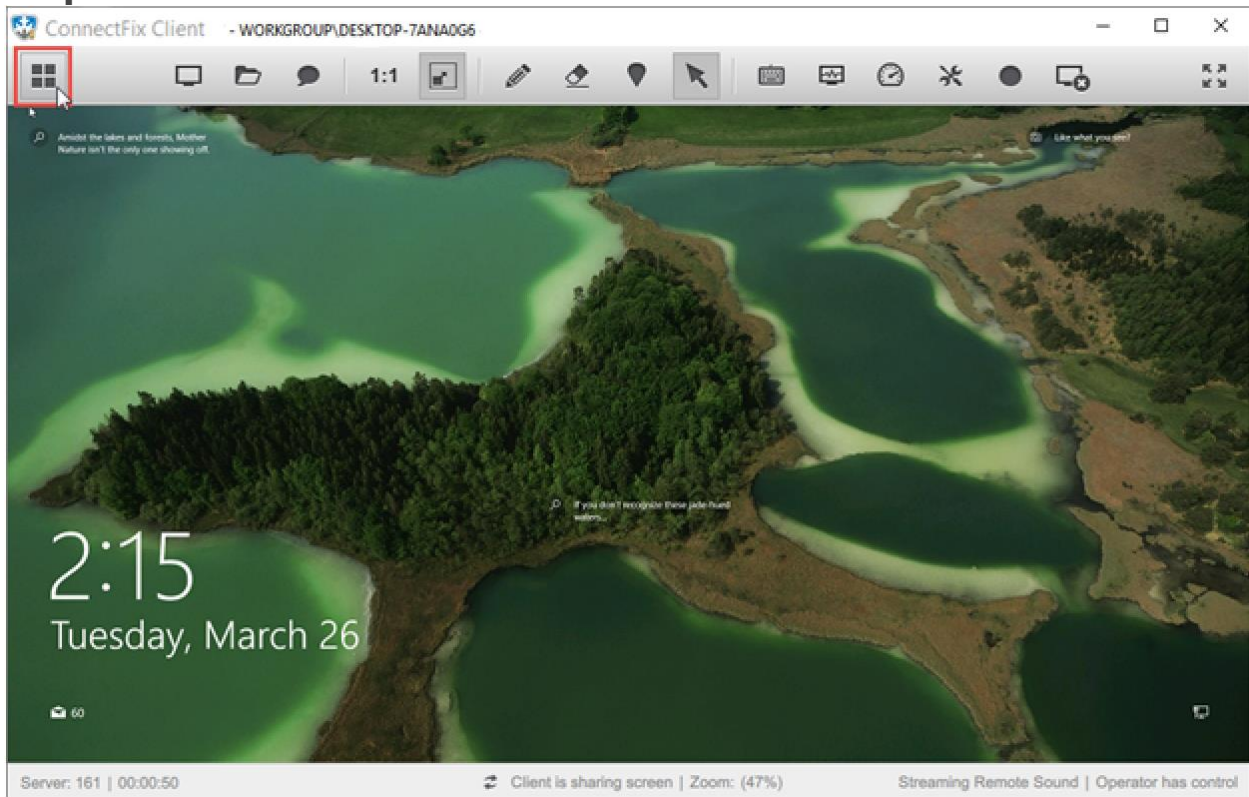 ConnectFix Client - WORKGROUP\DESKTOP-7ANA0G6
1:1
Amidst the lakes and forests, Mother
Nature isn't the only one showing off.
Like what you see?
If you don't recognize these jade-hued
waters...
2:15
Tuesday, March 26
60
Server: 161 | 00:00:50
Client is sharing screen | Zoom: (47%)
Streaming Remote Sound | Operator has control